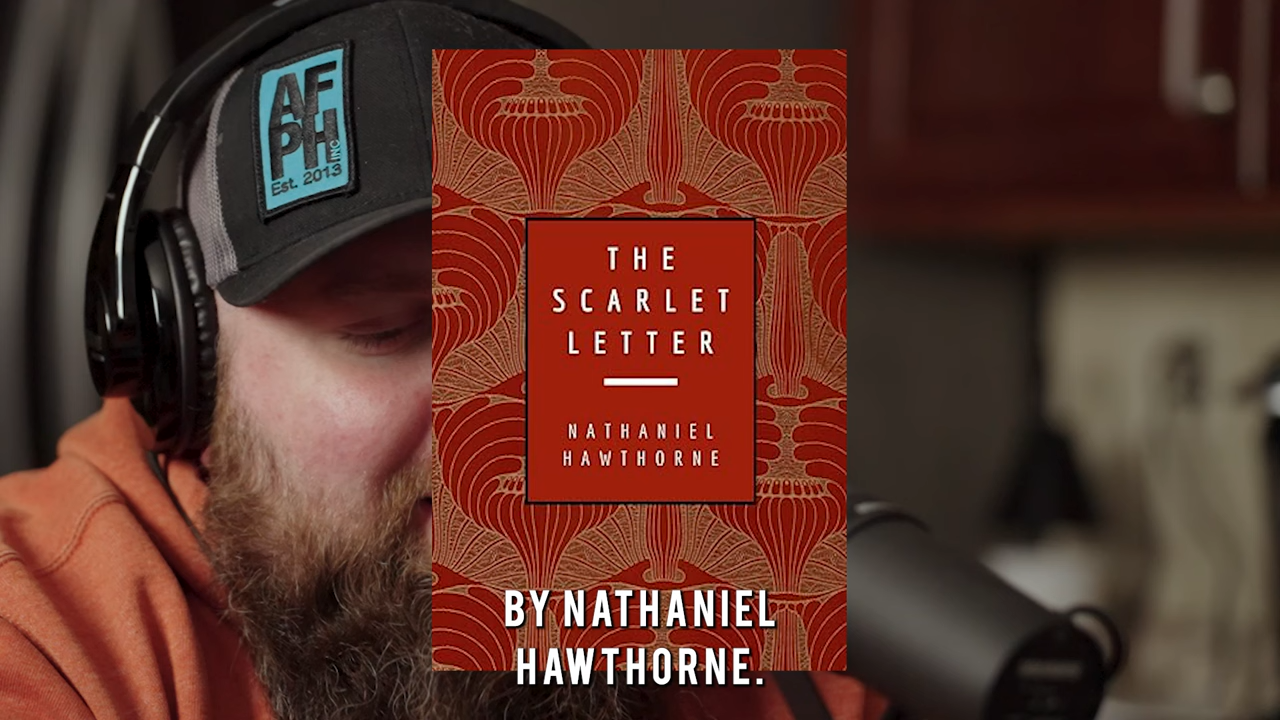 AF
PH INC
Est. 2013
THE
SCARLET
LETTER
NATHANIEL
HAWTHORNE
BY NATHANIEL
HAWTHORNE.